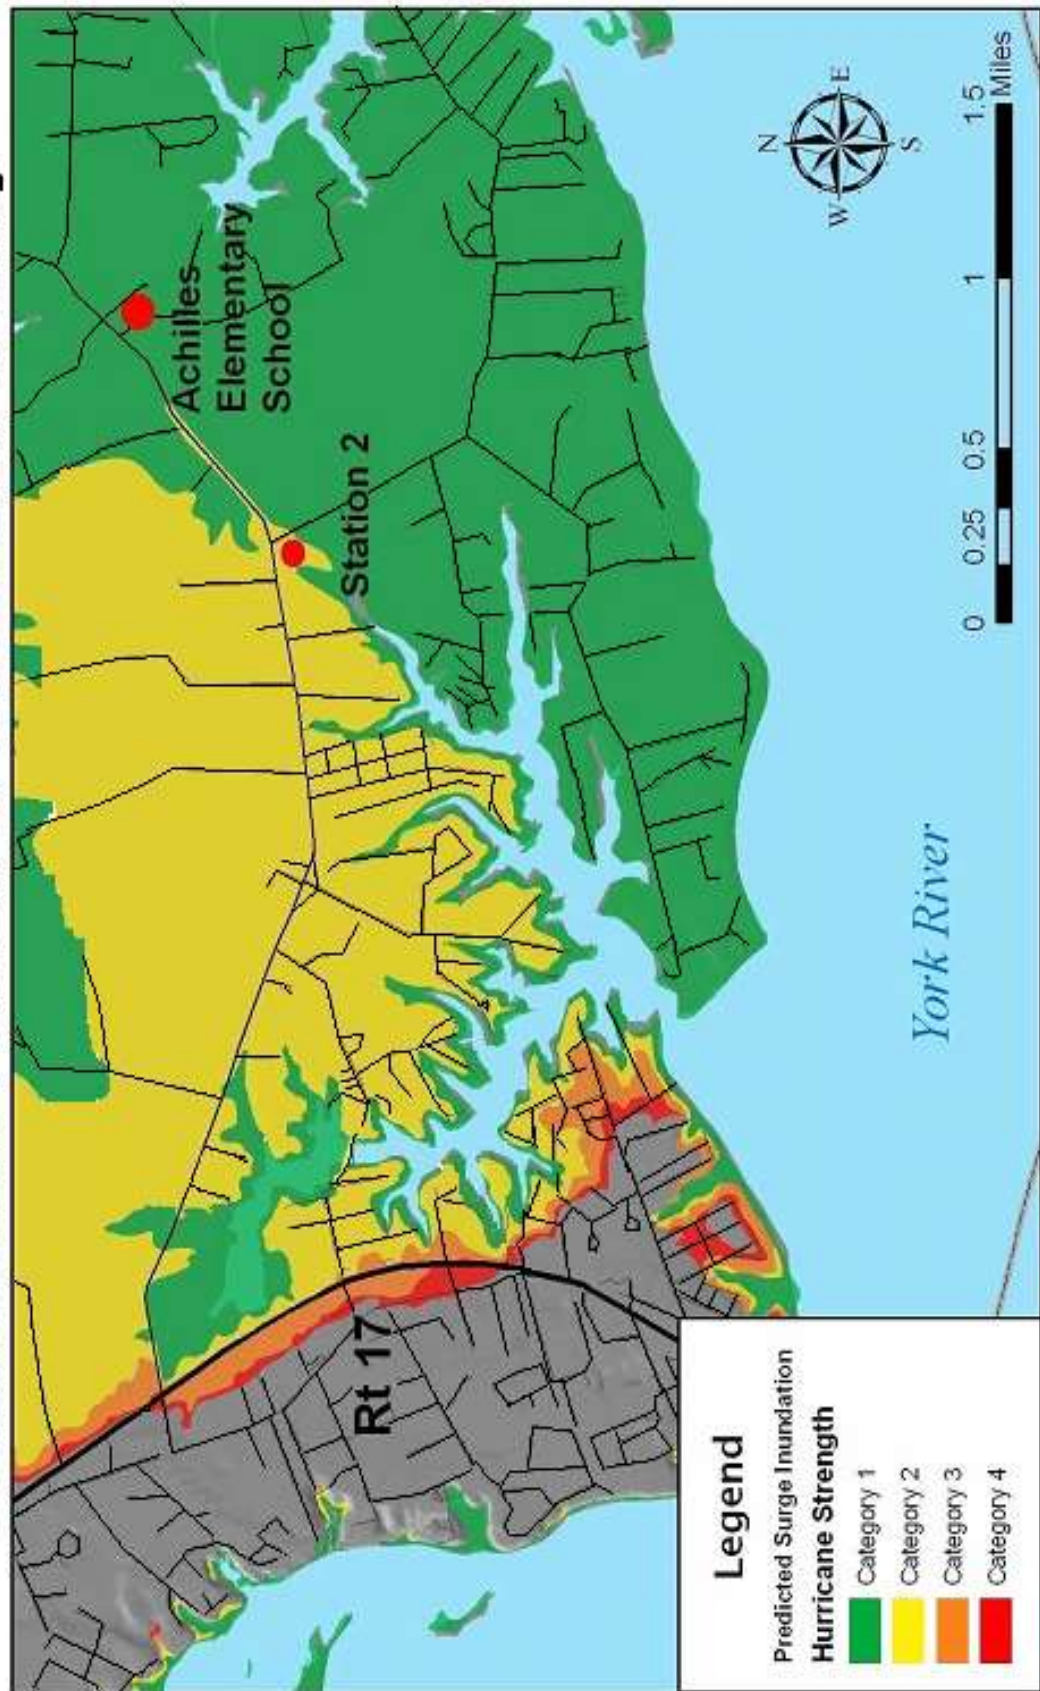 Achilles
Elementary
School
Station 2
Rt 17
York River
N
W
E
S
0 0.25 0.5 1 1.5
Miles
Legend
Predicted Surge Inundation
Hurricane Strength
Category 1
Category 2
Category 3
Category 4